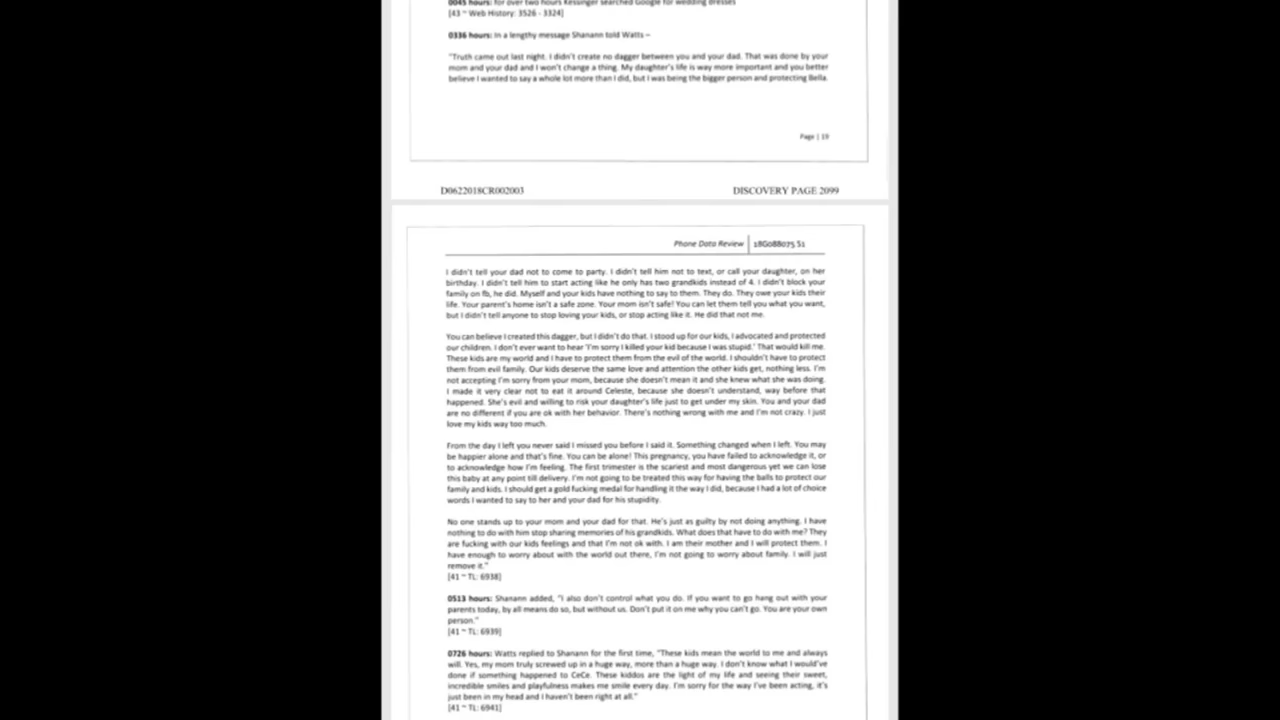 0045 hours: for over two hours Kessinger searched Google for wedding dresses
[43 ~ Web History: 3526 - 3324]
0336 hours: In a lengthy message Shanann told Watts –
"Truth came out last night. I didn't create no dagger between you and your dad. That was done by your
mom and your dad and I won't change a thing. My daughter's life is way more important and you better
believe I wanted to say a whole lot more than I did, but I was being the bigger person and protecting Bella.
Page | 19
D0622018CR002003
DISCOVERY PAGE 2099
Phone Data Review
18G088075 S1
I didn't tell your dad not to come to party. I didn't tell him not to text, or call your daughter, on her
birthday. I didn't tell him to start acting like he only has two grandkids instead of 4. I didn't block your
family on fb, he did. Myself and your kids have nothing to say to them. They do. They owe your kids their
life. Your parent's home isn't a safe zone. Your mom isn't safe! You can let them tell you what you want,
but I didn't tell anyone to stop loving your kids, or stop acting like it. He did that not me.
You can believe I created this dagger, but I didn't do that. I stood up for our kids, I advocated and protected
our children. I don't ever want to hear 'I'm sorry I killed your kid because I was stupid.' That would kill me.
These kids are my world and I have to protect them from the evil of the world. I shouldn't have to protect
them from evil family. Our kids deserve the same love and attention the other kids get, nothing less. I'm
not accepting I'm sorry from your mom, because she doesn't mean it and she knew what she was doing.
I made it very clear not to eat it around Celeste, because she doesn't understand, way before that
happened. She's evil and willing to risk your daughter's life just to get under my skin. You and your dad
are no different if you are ok with her behavior. There's nothing wrong with me and I'm not crazy. I just
love my kids way too much.
From the day I left you never said I missed you before I said it. Something changed when I left. You may
be happier alone and that's fine. You can be alone! This pregnancy, you have failed to acknowledge it, or
to acknowledge how I'm feeling. The first trimester is the scariest and most dangerous yet we can lose
this baby at any point till delivery. I'm not going to be treated this way for having the balls to protect our
family and kids. I should get a gold fucking medal for handling it the way I did, because I had a lot of choice
words I wanted to say to her and your dad for his stupidity.
No one stands up to your mom and your dad for that. He's just as guilty by not doing anything. I have
nothing to do with him stop sharing memories of his grandkids. What does that have to do with me? They
are fucking with our kids feelings and that I'm not ok with. I am their mother and I will protect them. I
have enough to worry about with the world out there, I'm not going to worry about family. I will just
remove it."
[41 ~ TL: 6938]
0513 hours: Shanann added, "I also don't control what you do. If you want to go hang out with your
parents today, by all means do so, but without us. Don't put it on me why you can't go. You are your own
person."
[41 ~ TL: 6939]
0726 hours: Watts replied to Shanann for the first time, "These kids mean the world to me and always
will. Yes, my mom truly screwed up in a huge way, more than a huge way. I don't know what I would've
done if something happened to CeCe. These kiddos are the light of my life and seeing their sweet,
incredible smiles and playfulness makes me smile every day. I'm sorry for the way I've been acting, it's
just been in my head and I haven't been right at all."
[41 ~ TL: 6941]